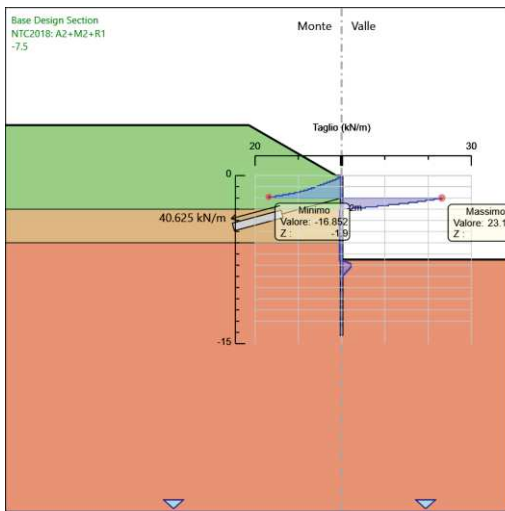 Base Design Section
NTC2018: A2+M2+R1
-7.5
Monte
Valle
Taglio (kN/m)
20
30
0
40.625 kN/m
Minimo
Valore: -16.852
Z : -1.9
2m
Massimo
Valore: 23.1
Z :
-15